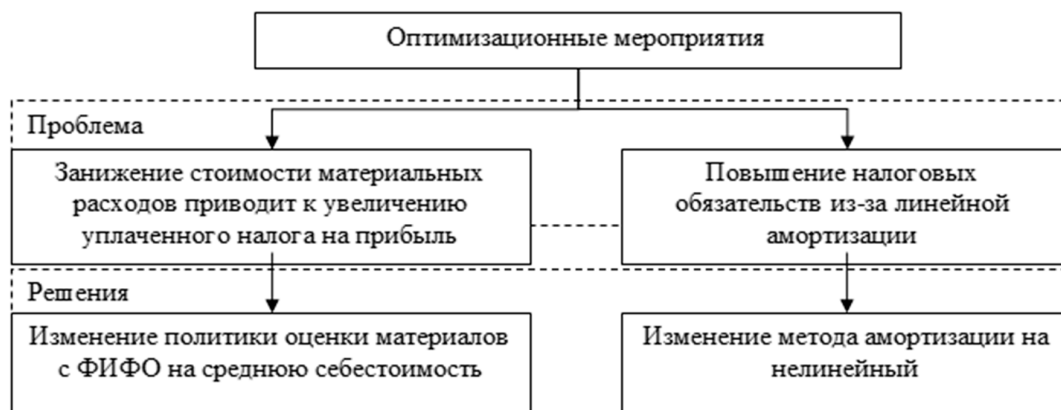 Оптимизационные мероприятия
Проблема
Занижение стоимости материальных
расходов приводит к увеличению
уплаченного налога на прибыль
Повышение налоговых
обязательств из-за линейной
амортизации
Решения
Изменение политики оценки материалов
с ФИФО на среднюю себестоимость
Изменение метода амортизации на
нелинейный